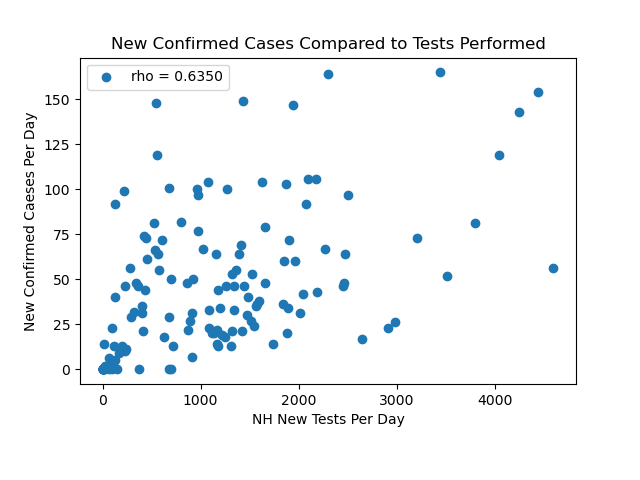 New Confirmed Cases Compared to Tests Performed
rho = 0.6350
New Confirmed Caeses Per Day
150
125
100
75
50
25
0
0 1000 2000 3000 4000
NH New Tests Per Day